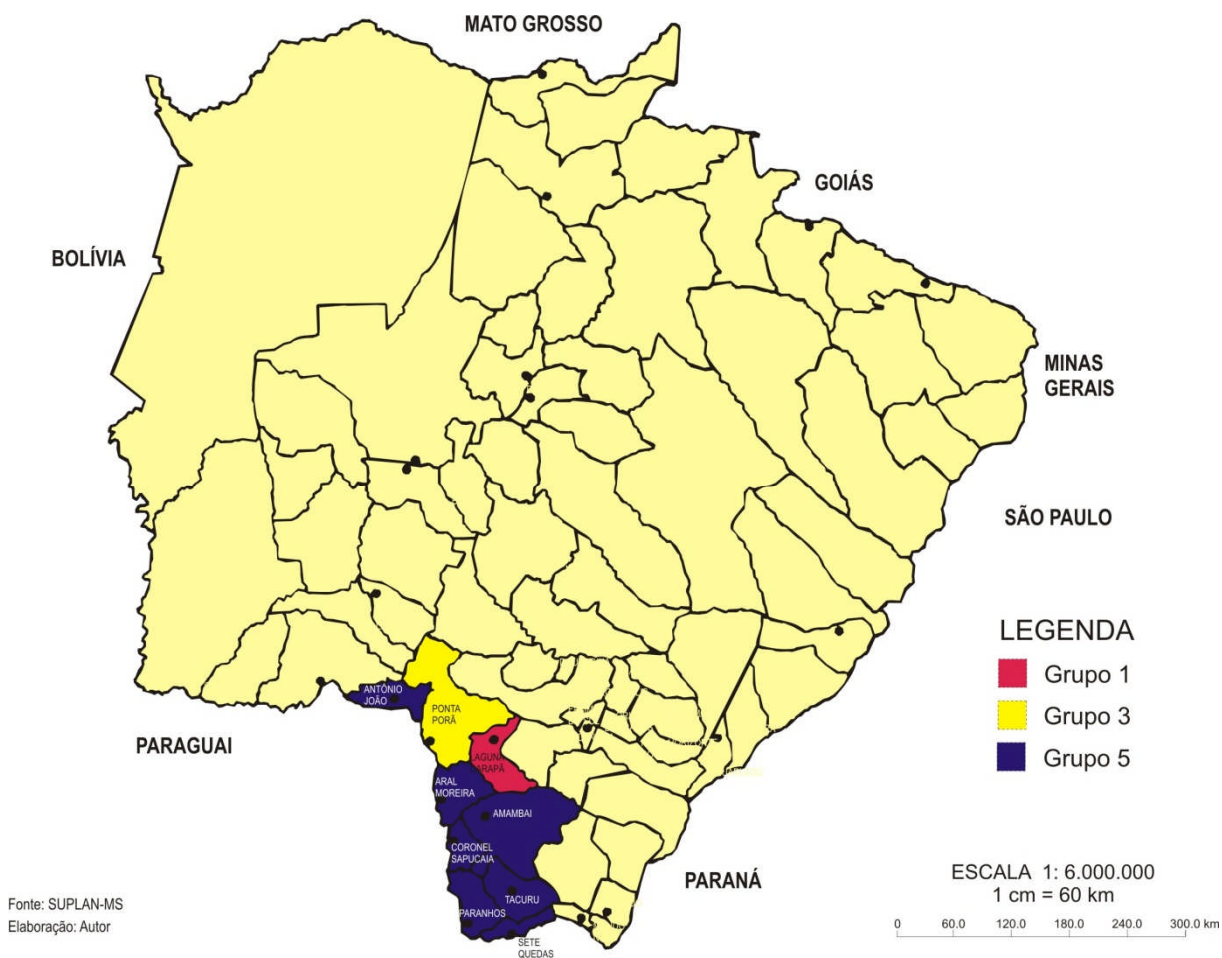 MATO GROSSO
GOIÁS
BOLÍVIA
MINAS
GERAIS
SÃO PAULO
LEGENDA
Grupo 1
Grupo 3
Grupo 5
ANTÔNIO
JOÃO
PONTA
PORÃ
PARAGUAI
LAGUNA
CARAPÃ
ARAL
MOREIRA
AMAMBAI
CORONEL
SAPUCAIA
PARANÁ
TACURU
PARANHOS
SETE
QUEDAS
ESCALA 1: 6.000.000
1 cm = 60 km
0 60.0 120.0 180.0 240.0 300.0 km
Fonte: SUPLAN-MS
Elaboração: Autor